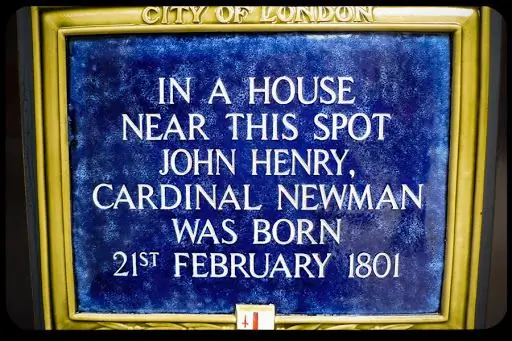 CITY OF LONDON
IN A HOUSE
NEAR THIS SPOT
JOHN HENRY,
CARDINAL NEWMAN
WAS BORN
21ST FEBRUARY 1801